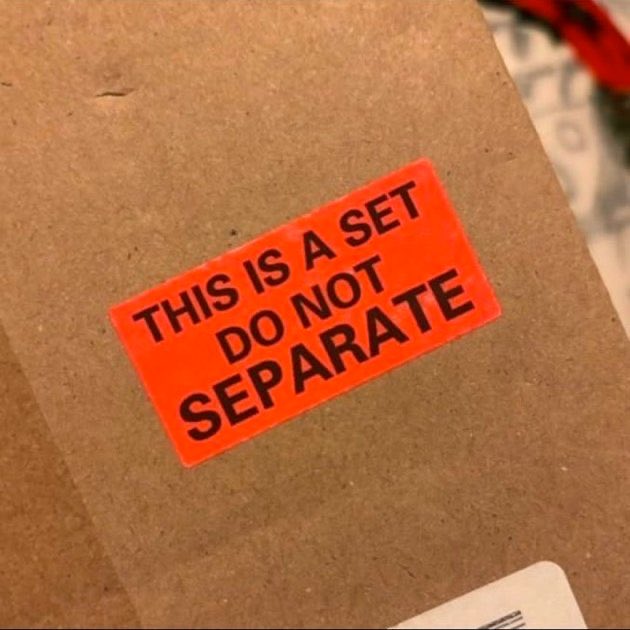 THIS IS A SET
DO NOT
SEPARATE